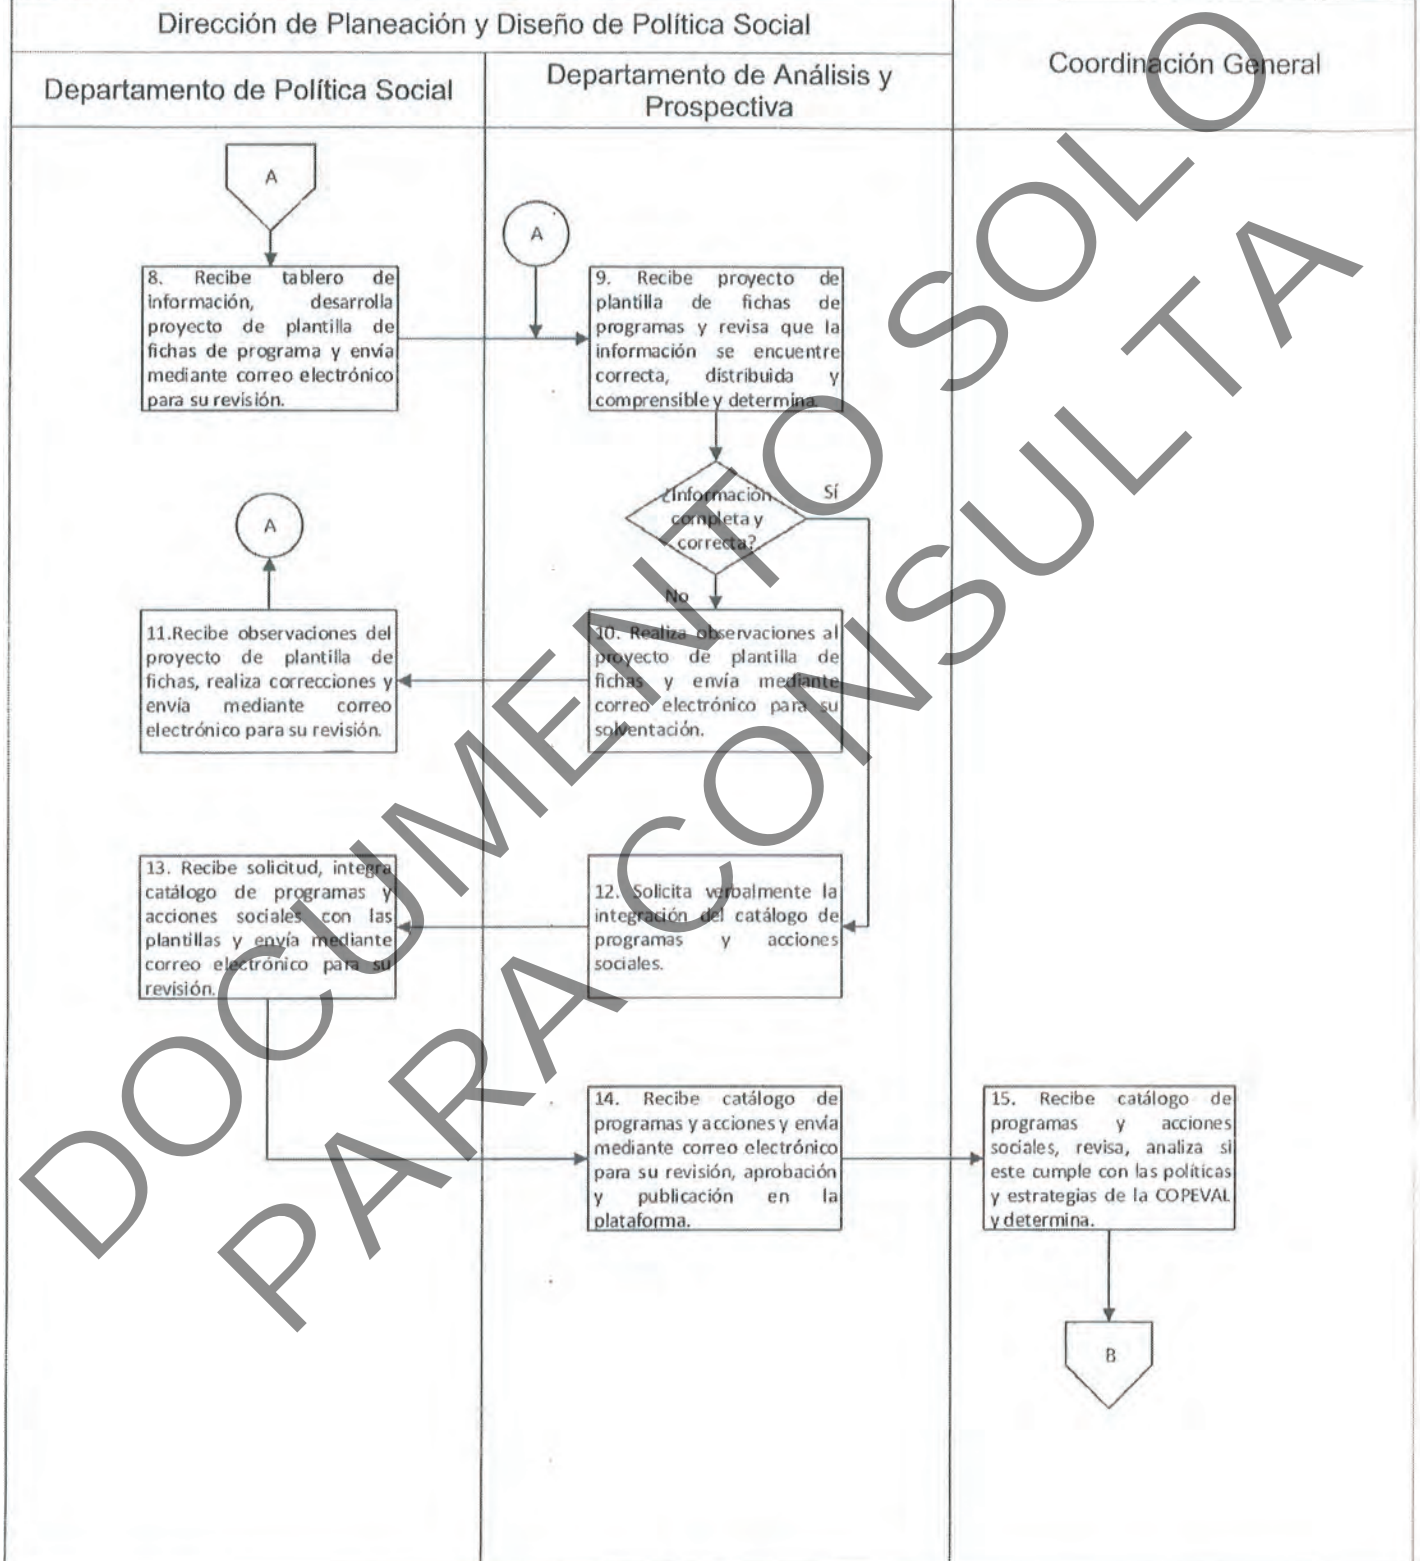 Dirección de Planeación y Diseño de Política Social
Coordinación General
Departamento de Política Social
Departamento de Análisis y
Prospectiva
A
A
8. Recibe tablero de
información, desarrolla
proyecto de plantilla de
fichas de programa y envía
mediante correo electrónico
para su revisión.
9. Recibe proyecto de
plantilla de fichas de
programas y revisa que la
información se encuentre
correcta, distribuida y
comprensible y determina.
¿Información
completa y
correcta?
Sí
No
A
11.Recibe observaciones del
proyecto de plantilla de
fichas, realiza correcciones y
envía mediante correo
electrónico para su revisión.
10. Realiza observaciones al
proyecto de plantilla de
fichas y envía mediante
correo electrónico para su
solventación.
13. Recibe solicitud, integra
catálogo de programas y
acciones sociales con las
plantillas y envía mediante
correo electrónico para su
revisión.
12. Solicita verbalmente la
integración del catálogo de
programas y acciones
sociales.
14. Recibe catálogo de
programas y acciones y envía
mediante correo electrónico
para su revisión, aprobación
y publicación en la
plataforma.
15. Recibe catálogo de
programas y acciones
sociales, revisa, analiza si
este cumple con las políticas
y estrategias de la COPEVAL
y determina.
B
DOCUMENTO SOLO
PARA CONSULTA